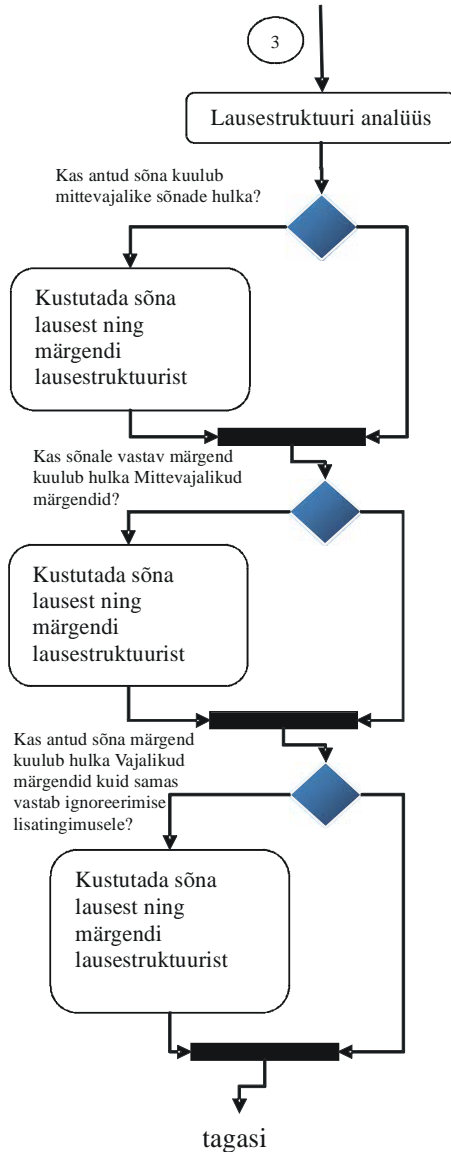 3
Lausestruktuuri analüüs
Kas antud sõna kuulub
mittevajalike sõnade hulka?
Kustutada sõna
lausest ning
märgendi
lausestruktuurist
Kas sõnale vastav märgend
kuulub hulka Mittevajalikud
märgendid?
Kustutada sõna
lausest ning
märgendi
lausestruktuurist
Kas antud sõna märgend
kuulub hulka Vajalikud
märgendid kuid samas
vastab ignoreerimise
lisatingimusele?
Kustutada sõna
lausest ning
märgendi
lausestruktuurist
tagasi